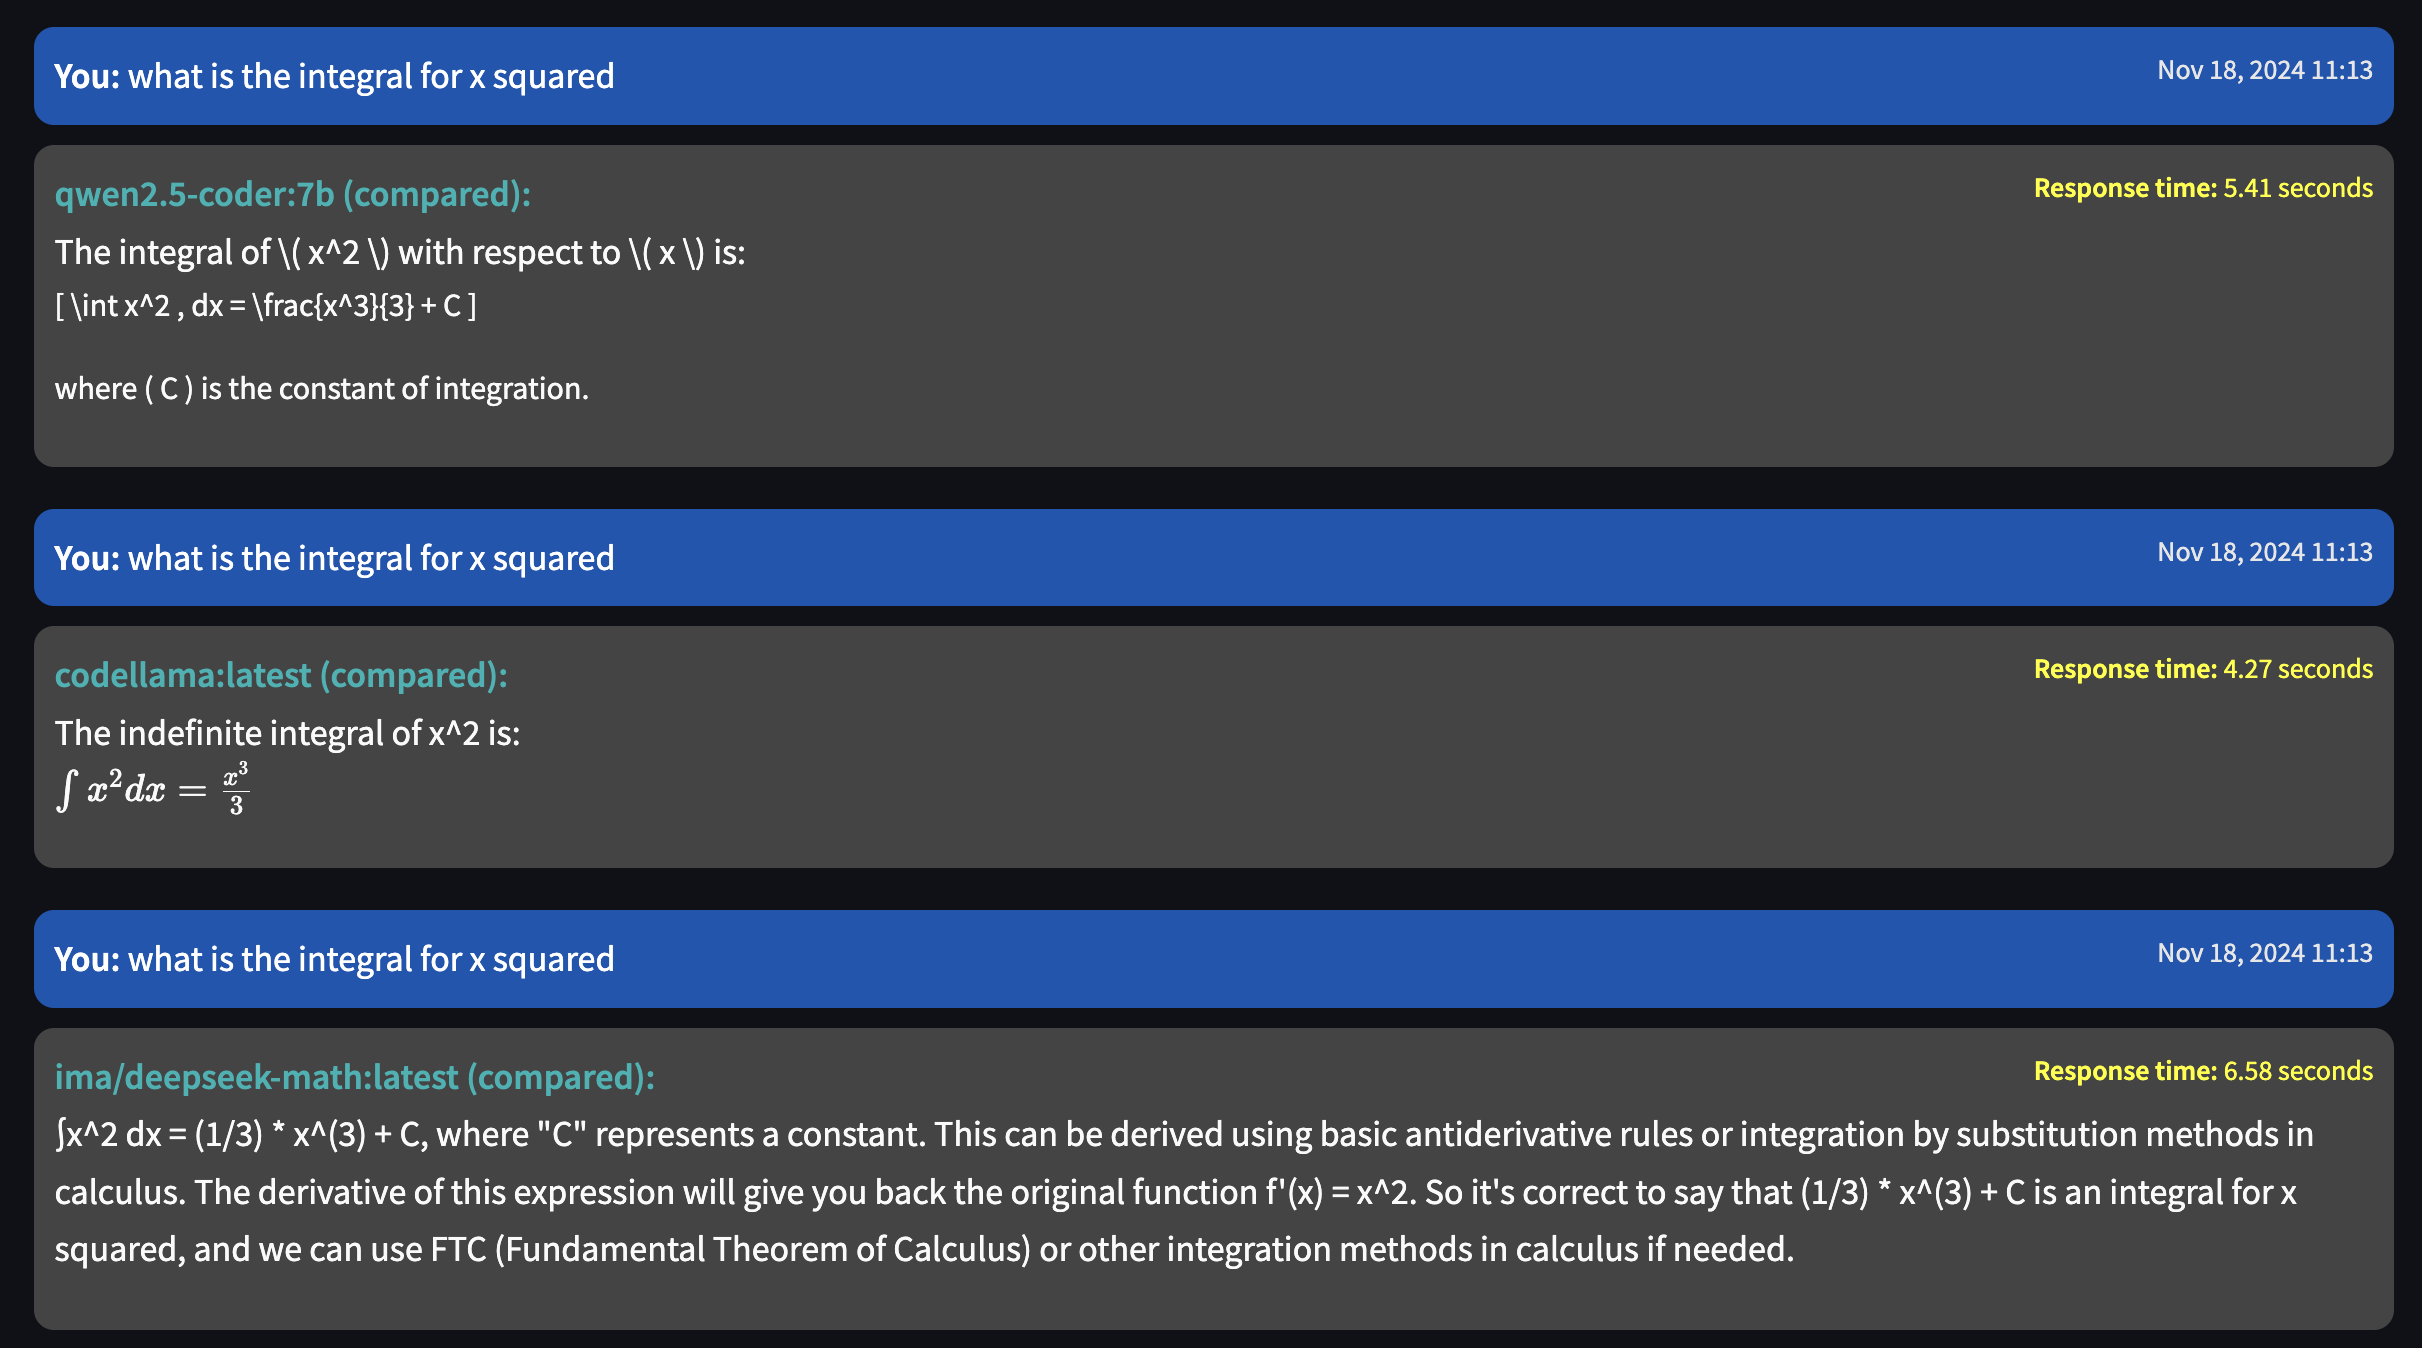 You: what is the integral for x squared
Nov 18, 2024 11:13
qwen2.5-coder:7b (compared):
Response time: 5.41 seconds
The integral of \( x^2 \) with respect to \( x \) is:
[ \int x^2 , dx = \frac{x^3}{3} + C ]
where ( C ) is the constant of integration.
You: what is the integral for x squared
Nov 18, 2024 11:13
codellama:latest (compared):
Response time: 4.27 seconds
The indefinite integral of x^2 is:
∫ x²dx = x³/3
You: what is the integral for x squared
Nov 18, 2024 11:13
ima/deepseek-math:latest (compared):
Response time: 6.58 seconds
∫x^2 dx = (1/3) * x^(3) + C, where "C" represents a constant. This can be derived using basic antiderivative rules or integration by substitution methods in
calculus. The derivative of this expression will give you back the original function f'(x) = x^2. So it's correct to say that (1/3) * x^(3) + C is an integral for x
squared, and we can use FTC (Fundamental Theorem of Calculus) or other integration methods in calculus if needed.